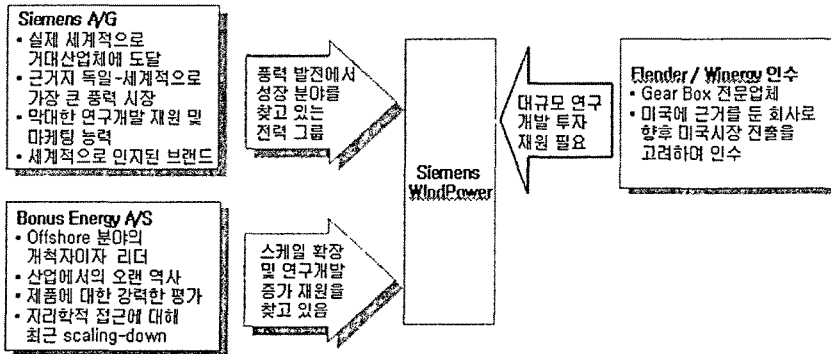 Siemens A/G
• 실제 세계적으로
거대산업체에 도달
• 근거지 독일-세계적으로
가장 큰 풍력 시장
• 막대한 연구개발 재원 및
마케팅 능력
• 세계적으로 인지된 브랜드
풍력 발전에서
성장 분야를
찾고 있는
전력 그룹
Bonus Energy A/S
• Offshore 분야의
개척자이자 리더
• 산업에서의 오랜 역사
• 제품에 대한 강력한 평가
• 지리학적 접근에 대해
최근 scaling-down
스케일 확장
및 연구개발
증가 재원을
찾고 있음
Siemens
WindPower
대규모 연구
개발 투자
재원 필요
Flender / Winergy 인수
• Gear Box 전문업체
• 미국에 근거를 둔 회사로
향후 미국시장 진출을
고려하여 인수